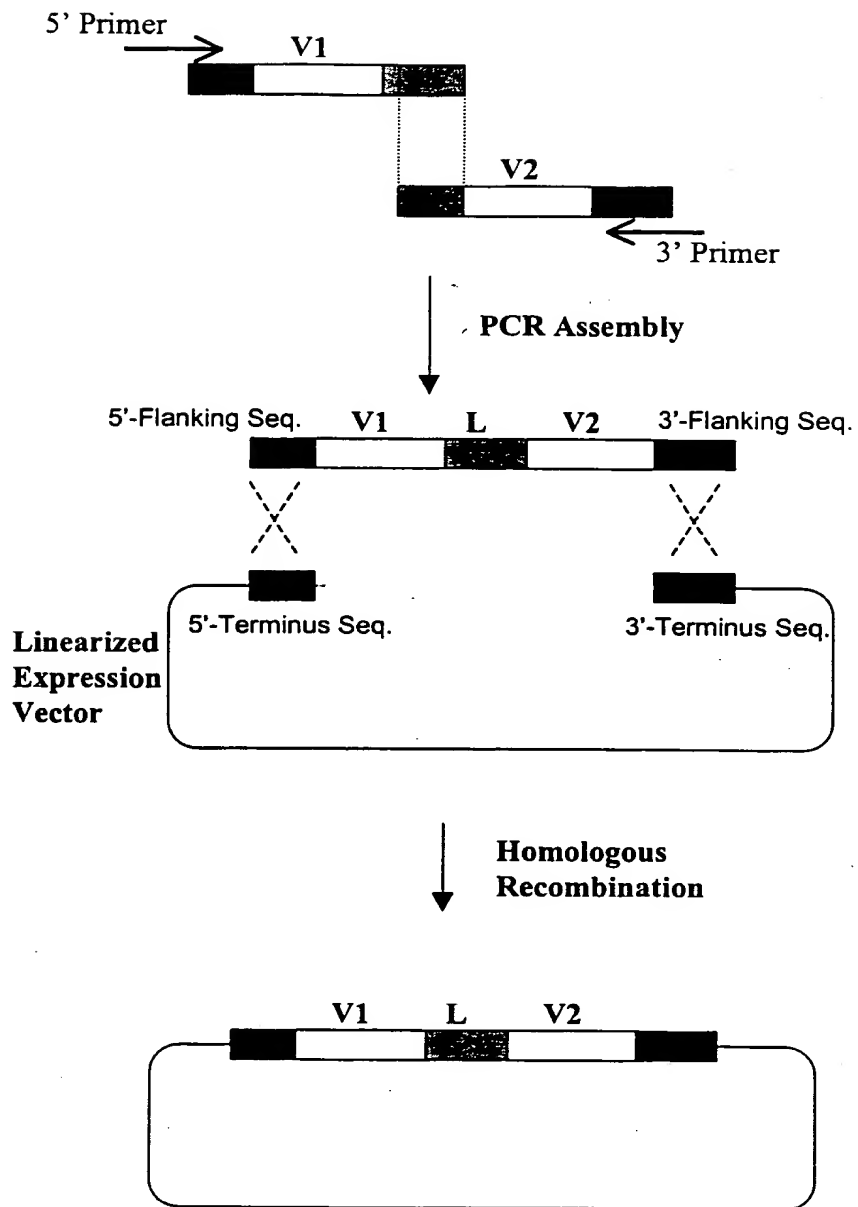 5' Primer
V1
V2
3' Primer
PCR Assembly
5'-Flanking Seq.
V1
L
V2
3'-Flanking Seq.
5'-Terminus Seq.
3'-Terminus Seq.
Linearized
Expression
Vector
Homologous
Recombination
V1
L
V2